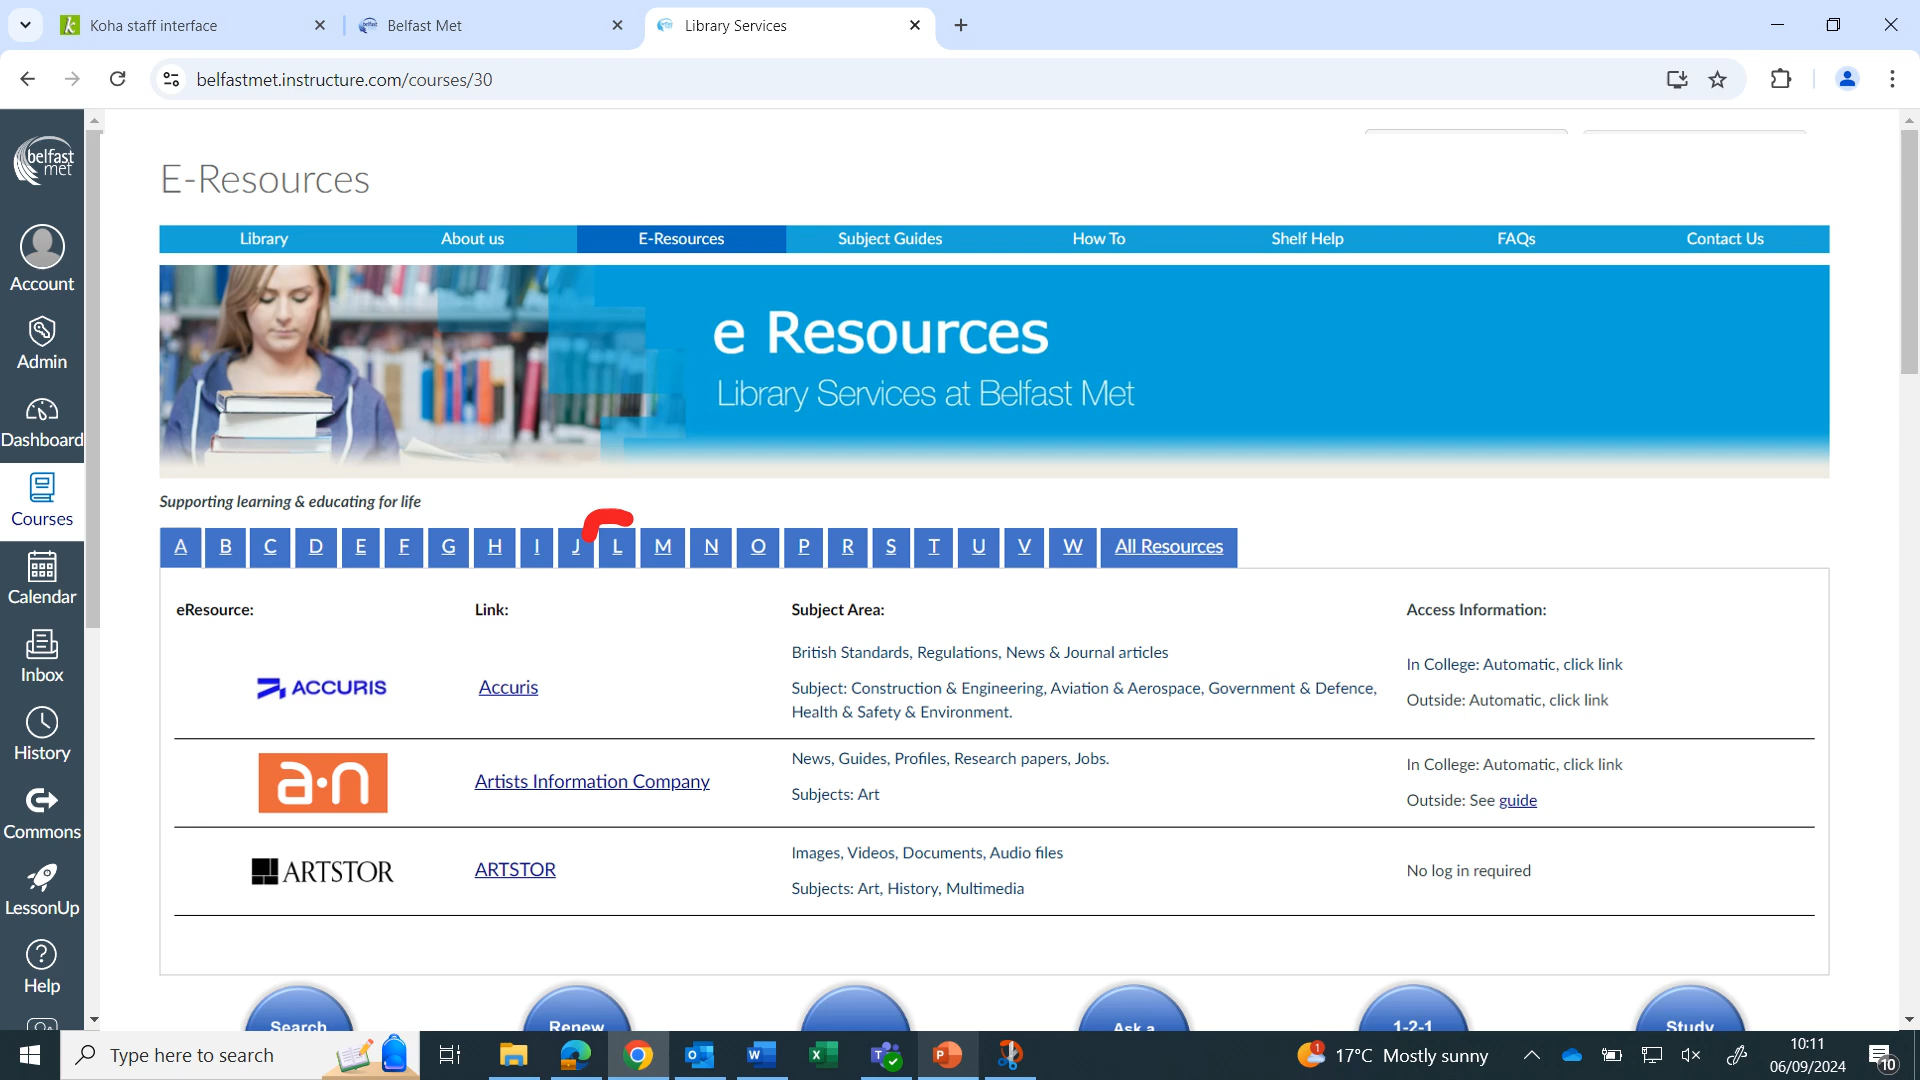 Koha staff interface
Belfast Met
Library Services
belfastmet.instructure.com/courses/30
belfast
met
Account
Admin
Dashboard
Courses
Calendar
Inbox
History
Commons
LessonUp
Help
E-Resources
Library About us E-Resources Subject Guides How To Shelf Help FAQs Contact Us
e Resources
Library Services at Belfast Met
Supporting learning & educating for life
A B C D E F G H I J L M N O P R S T U V W All Resources
eResource: Link: Subject Area: Access Information:
ACCURIS
Accuris
British Standards, Regulations, News & Journal articles
Subject: Construction & Engineering, Aviation & Aerospace, Government & Defence,
Health & Safety & Environment.
In College: Automatic, click link
Outside: Automatic, click link
a-n
Artists Information Company
News, Guides, Profiles, Research papers, Jobs.
Subjects: Art
In College: Automatic, click link
Outside: See guide
ARTSTOR
ARTSTOR
Images, Videos, Documents, Audio files
Subjects: Art, History, Multimedia
No log in required
Search Renew Ask a 1-2-1 Study
Type here to search
1
17°C Mostly sunny
10:11
06/09/2024
10